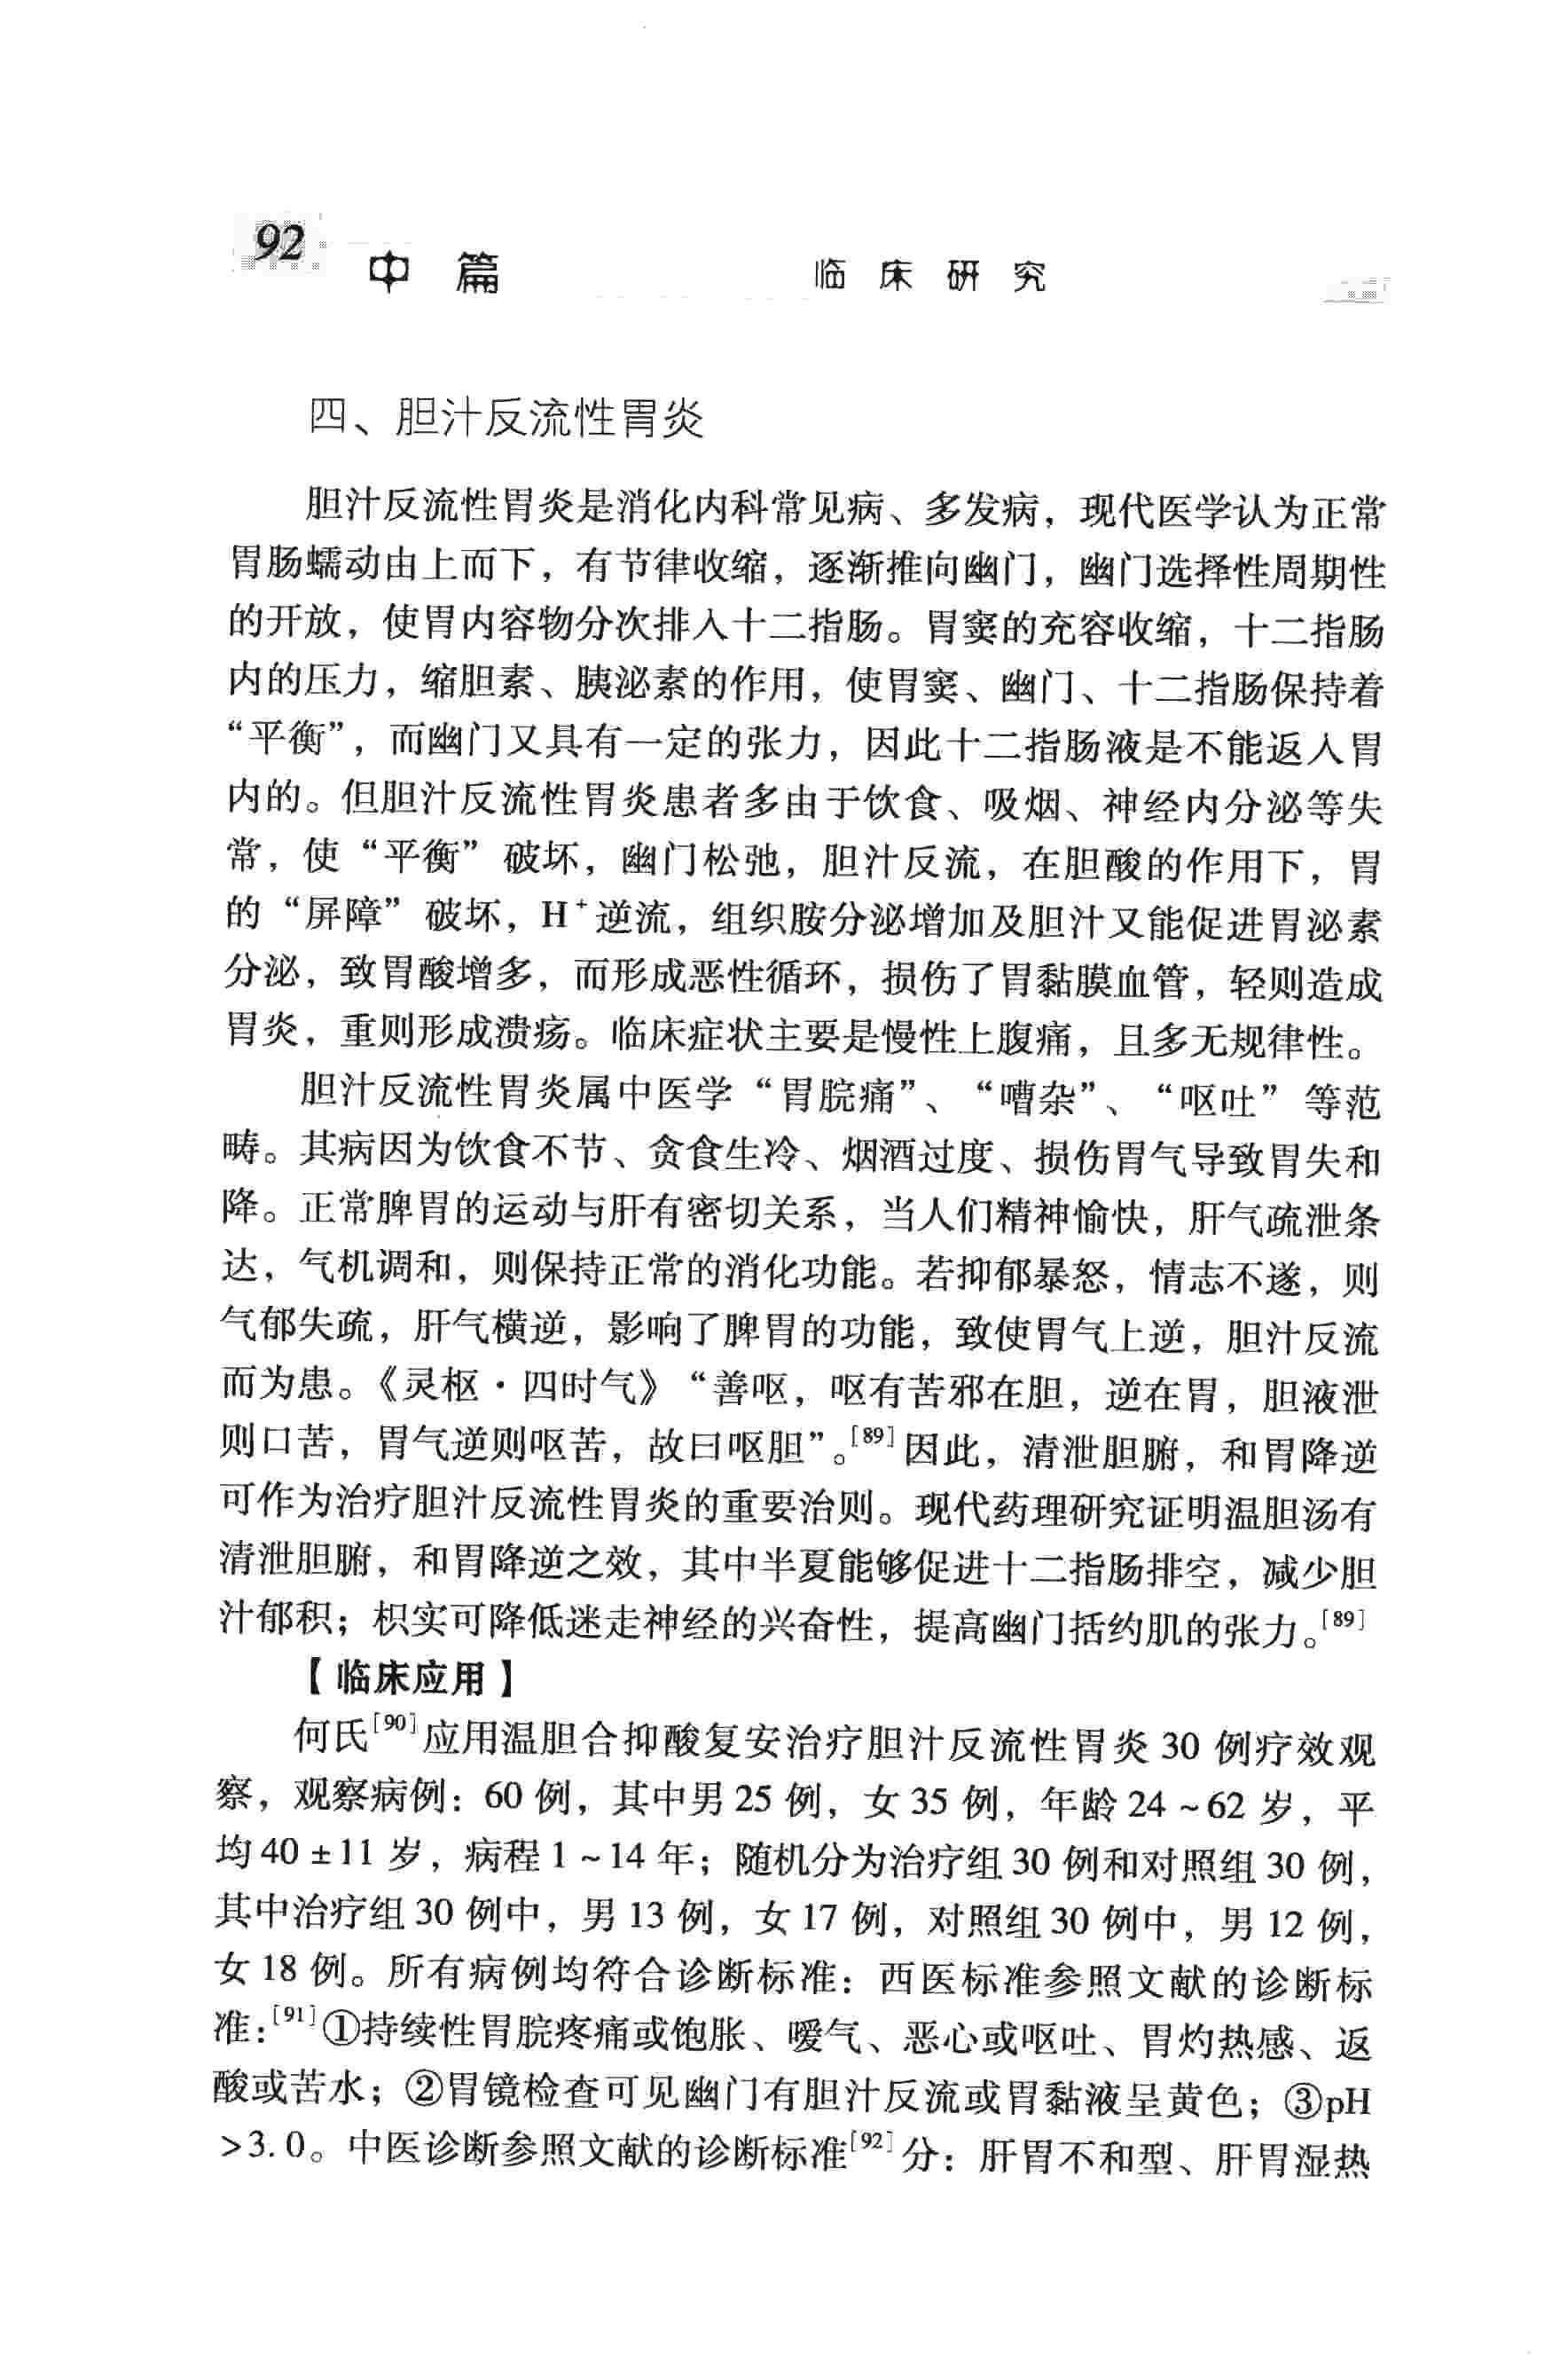 92
中 篇 临床研究
四、胆汁反流性胃炎
胆汁反流性胃炎是消化内科常见病、多发病，现代医学认为正常
胃肠蠕动由上而下，有节律收缩，逐渐推向幽门，幽门选择性周期性
的开放，使胃内容物分次排入十二指肠。胃窦的充容收缩，十二指肠
内的压力，缩胆素、胰泌素的作用，使胃窦、幽门、十二指肠保持着
“平衡”，而幽门又具有一定的张力，因此十二指肠液是不能返入胃
内的。但胆汁反流性胃炎患者多由于饮食、吸烟、神经内分泌等失
常，使“平衡”破坏，幽门松弛，胆汁反流，在胆酸的作用下，胃
的“屏障”破坏，H⁺逆流，组织胺分泌增加及胆汁又能促进胃泌素
分泌，致胃酸增多，而形成恶性循环，损伤了胃黏膜血管，轻则造成
胃炎，重则形成溃疡。临床症状主要是慢性上腹痛，且多无规律性。
胆汁反流性胃炎属中医学“胃脘痛”、“嘈杂”、“呕吐”等范
畴。其病因为饮食不节、贪食生冷、烟酒过度、损伤胃气导致胃失和
降。正常脾胃的运动与肝有密切关系，当人们精神愉快，肝气疏泄条
达，气机调和，则保持正常的消化功能。若抑郁暴怒，情志不遂，则
气郁失疏，肝气横逆，影响了脾胃的功能，致使胃气上逆，胆汁反流
而为患。《灵枢·四时气》“善呕，呕有苦邪在胆，逆在胃，胆液泄
则口苦，胃气逆则呕苦，故曰呕胆”。[89]因此，清泄胆腑，和胃降逆
可作为治疗胆汁反流性胃炎的重要治则。现代药理研究证明温胆汤有
清泄胆腑，和胃降逆之效，其中半夏能够促进十二指肠排空，减少胆
汁郁积；枳实可降低迷走神经的兴奋性，提高幽门括约肌的张力。[89]
【临床应用】
何氏[90]应用温胆合抑酸复安治疗胆汁反流性胃炎30例疗效观
察，观察病例：60例，其中男25例，女35例，年龄24~62岁，平
均40±11岁，病程1~14年；随机分为治疗组30例和对照组30例，
其中治疗组30例中，男13例，女17例，对照组30例中，男12例，
女18例。所有病例均符合诊断标准：西医标准参照文献的诊断标
准：[91]①持续性胃脘疼痛或饱胀、嗳气、恶心或呕吐、胃灼热感、返
酸或苦水；②胃镜检查可见幽门有胆汁反流或胃黏液呈黄色；③pH
>3.0。中医诊断参照文献的诊断标准[92]分：肝胃不和型、肝胃湿热